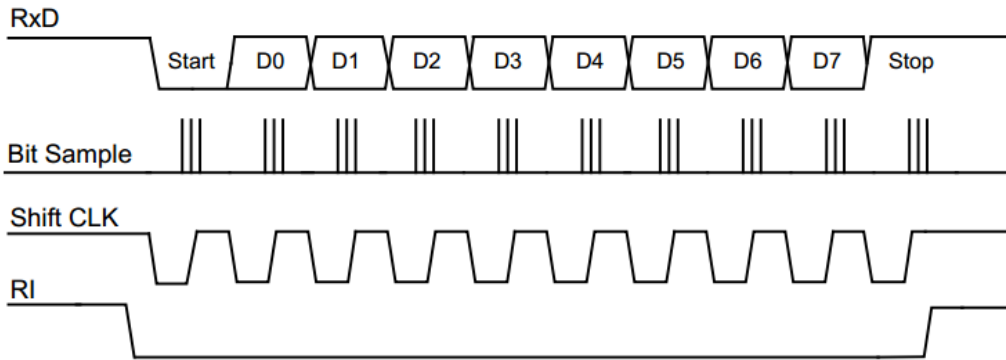 RxD
Start D0 D1 D2 D3 D4 D5 D6 D7 Stop
Bit Sample
Shift CLK
RI